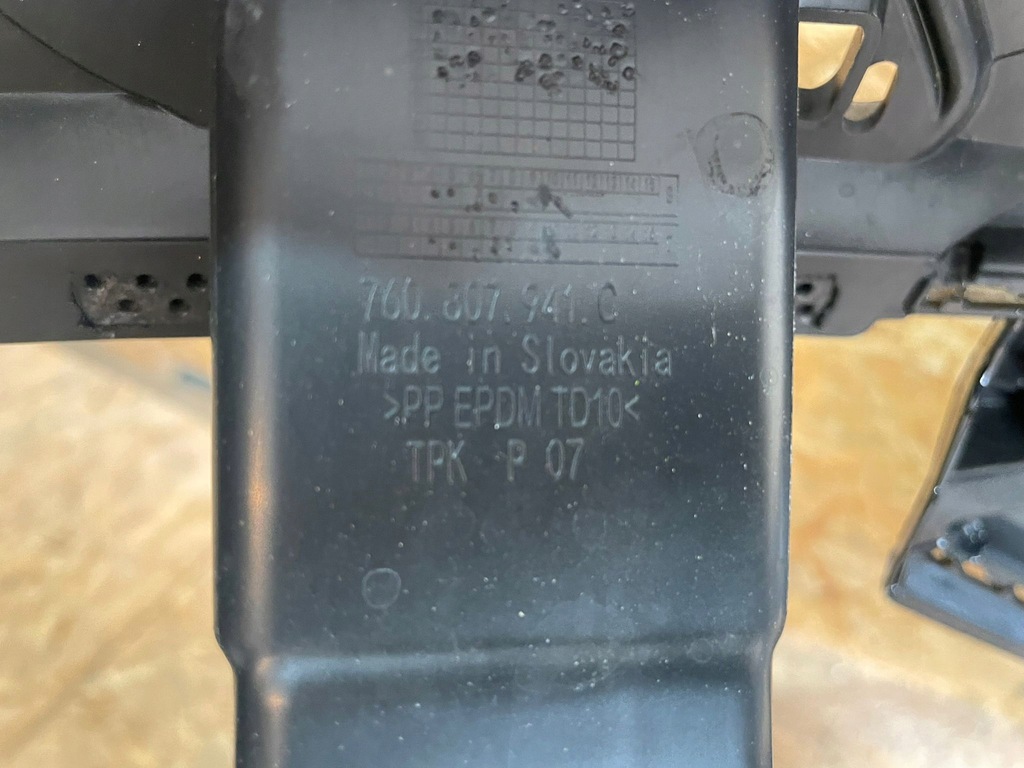 760.807.941.C
Made in Slovakia
>PP EPDM TD10<
TPK P 07